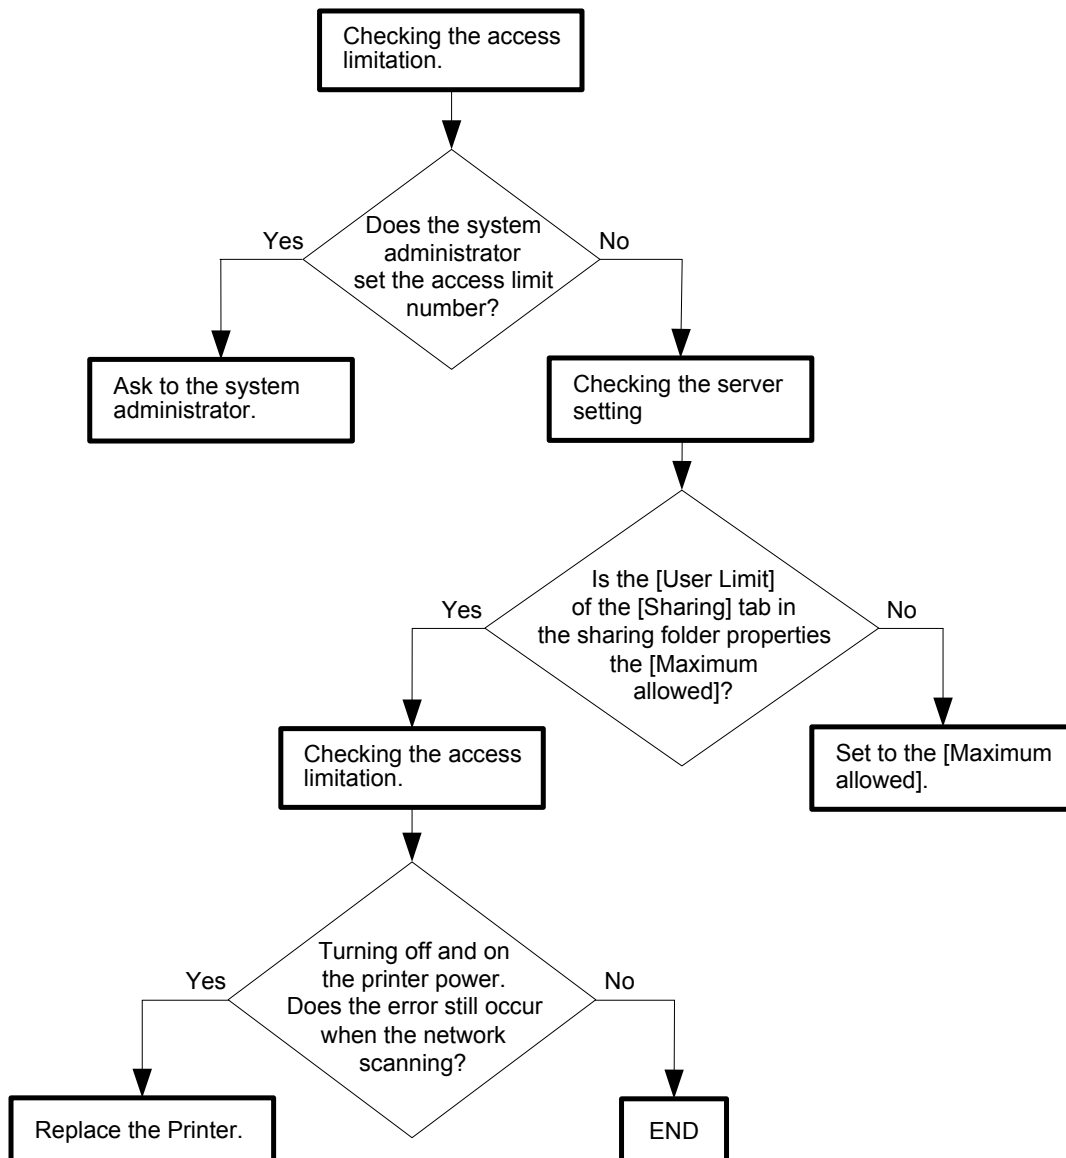 Checking the access
limitation.
Does the system
administrator
set the access limit
number?
Yes
No
Ask to the system
administrator.
Checking the server
setting
Is the [User Limit]
of the [Sharing] tab in
the sharing folder properties
the [Maximum
allowed]?
Yes
No
Checking the access
limitation.
Set to the [Maximum
allowed].
Turning off and on
the printer power.
Does the error still occur
when the network
scanning?
Yes
No
Replace the Printer.
END